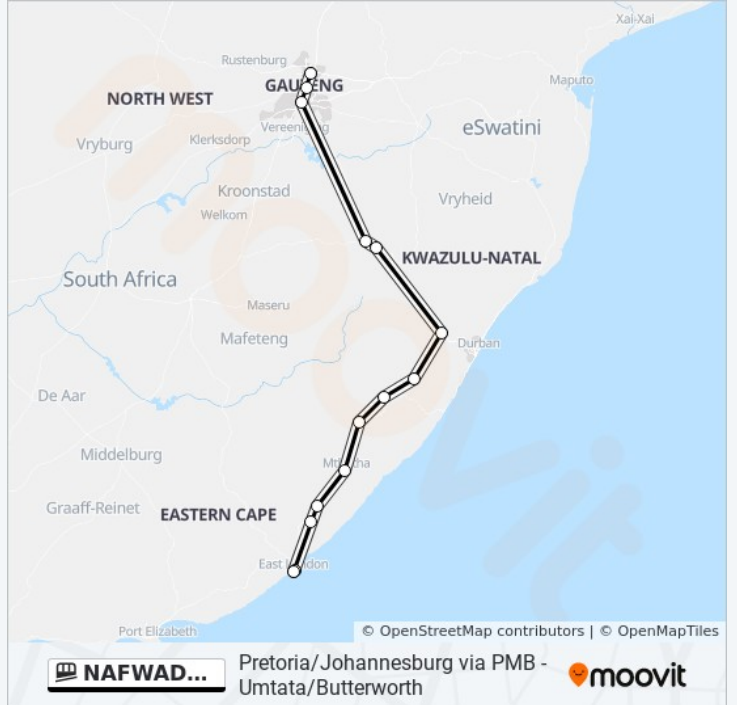 Xai-Xai
Rustenburg
Maputo
GAUTENG
NORTH WEST
Vereeniging
eSwatini
Klerksdorp
Vryburg
Kroonstad
Vryheid
Welkom
KWAZULU-NATAL
South Africa
Maseru
Mafeteng
Durban
De Aar
Middelburg
Mthatha
Graaff-Reinet
EASTERN CAPE
East London
Port Elizabeth
© OpenStreetMap contributors | © OpenMapTiles
NAFWAD...
Pretoria/Johannesburg via PMB -
Umtata/Butterworth
moovit